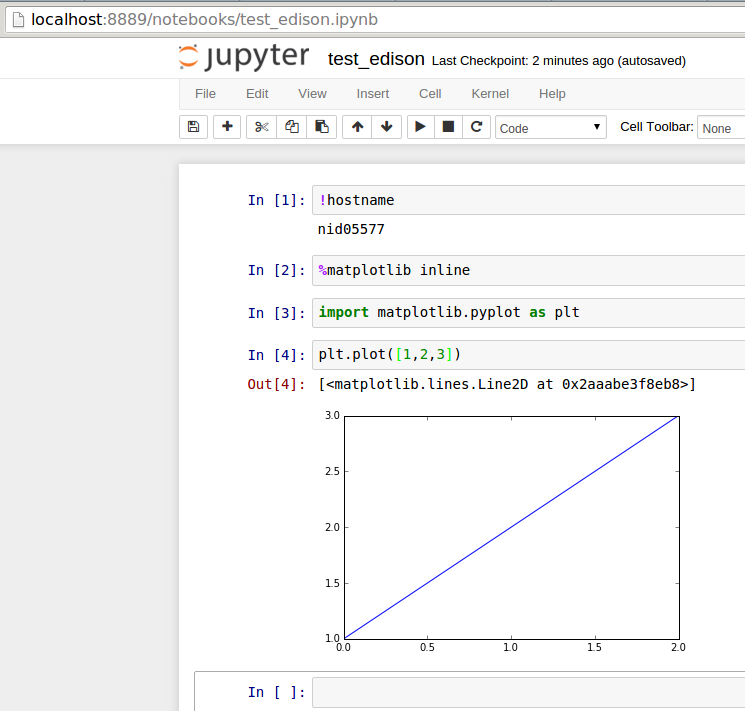 localhost:8889/notebooks/test_edison.ipynb
jupyter test_edison Last Checkpoint: 2 minutes ago (autosaved)
File Edit View Insert Cell Kernel Help
Code Cell Toolbar: None
In [1]: !hostname
nid05577
In [2]: %matplotlib inline
In [3]: import matplotlib.pyplot as plt
In [4]: plt.plot([1,2,3])
Out[4]: [<matplotlib.lines.Line2D at 0x2aaabe3f8eb8>]
3.0
2.5
2.0
1.5
1.0
0.0 0.5 1.0 1.5 2.0
In [ ]: